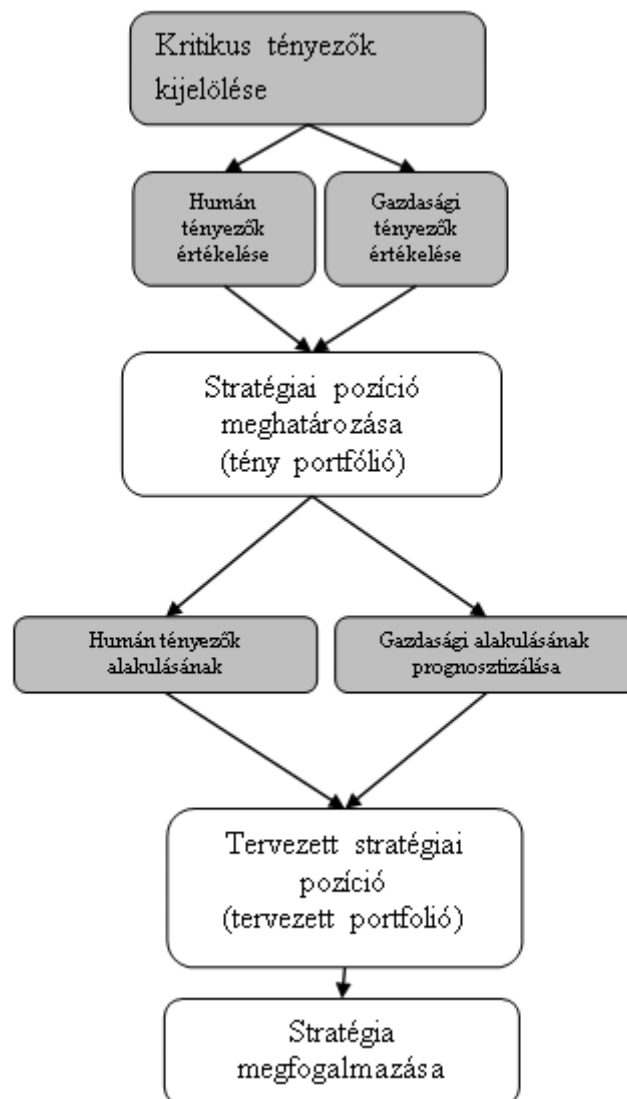 Kritikus tényezők
kijelölése
Humán
tényezők
értékelése
Gazdasági
tényezők
értékelése
Stratégiai pozíció
meghatározása
(tény portfólió)
Humán tényezők
alakulásának
Gazdasági alakulásának
prognosztizálása
Tervezett stratégiai
pozíció
(tervezett portfolió)
Stratégia
megfogalmazása